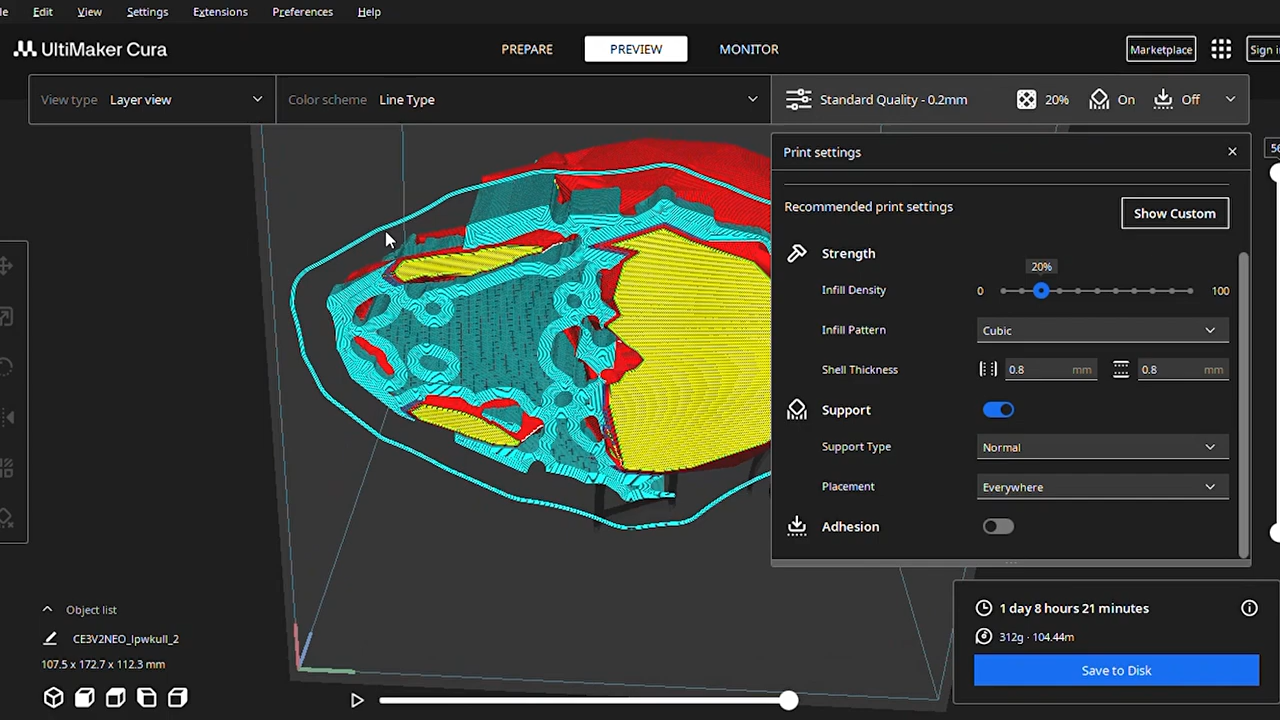 le Edit View Settings Extensions Preferences Help
UltiMaker Cura PREPARE PREVIEW MONITOR Marketplace Sign i
View type Layer view Color scheme Line Type Standard Quality - 0.2mm 20% On Off
Print settings
56
Recommended print settings Show Custom
Strength
20%
Infill Density 0 100
Infill Pattern Cubic
Shell Thickness 0.8 mm 0.8 mm
Support
Support Type Normal
Placement Everywhere
Adhesion
Object list
CE3V2NEO_lpwkull_2
107.5 x 172.7 x 112.3 mm
1 day 8 hours 21 minutes
312g · 104.44m
Save to Disk